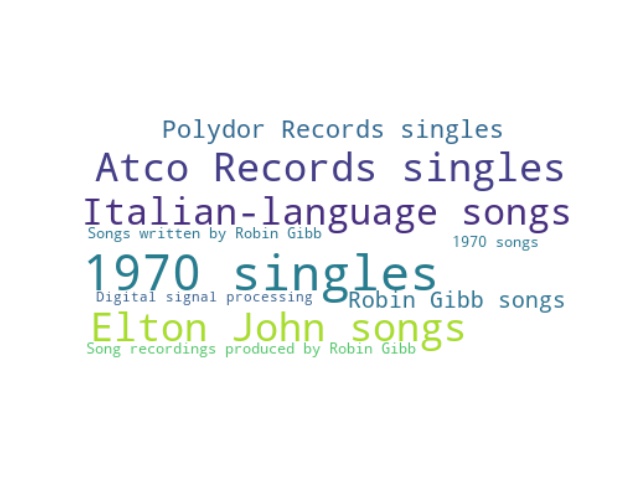 Polydor Records singles
Atco Records singles
Italian-language songs
Songs written by Robin Gibb
1970 songs
1970 singles
Digital signal processing
Robin Gibb songs
Elton John songs
Song recordings produced by Robin Gibb